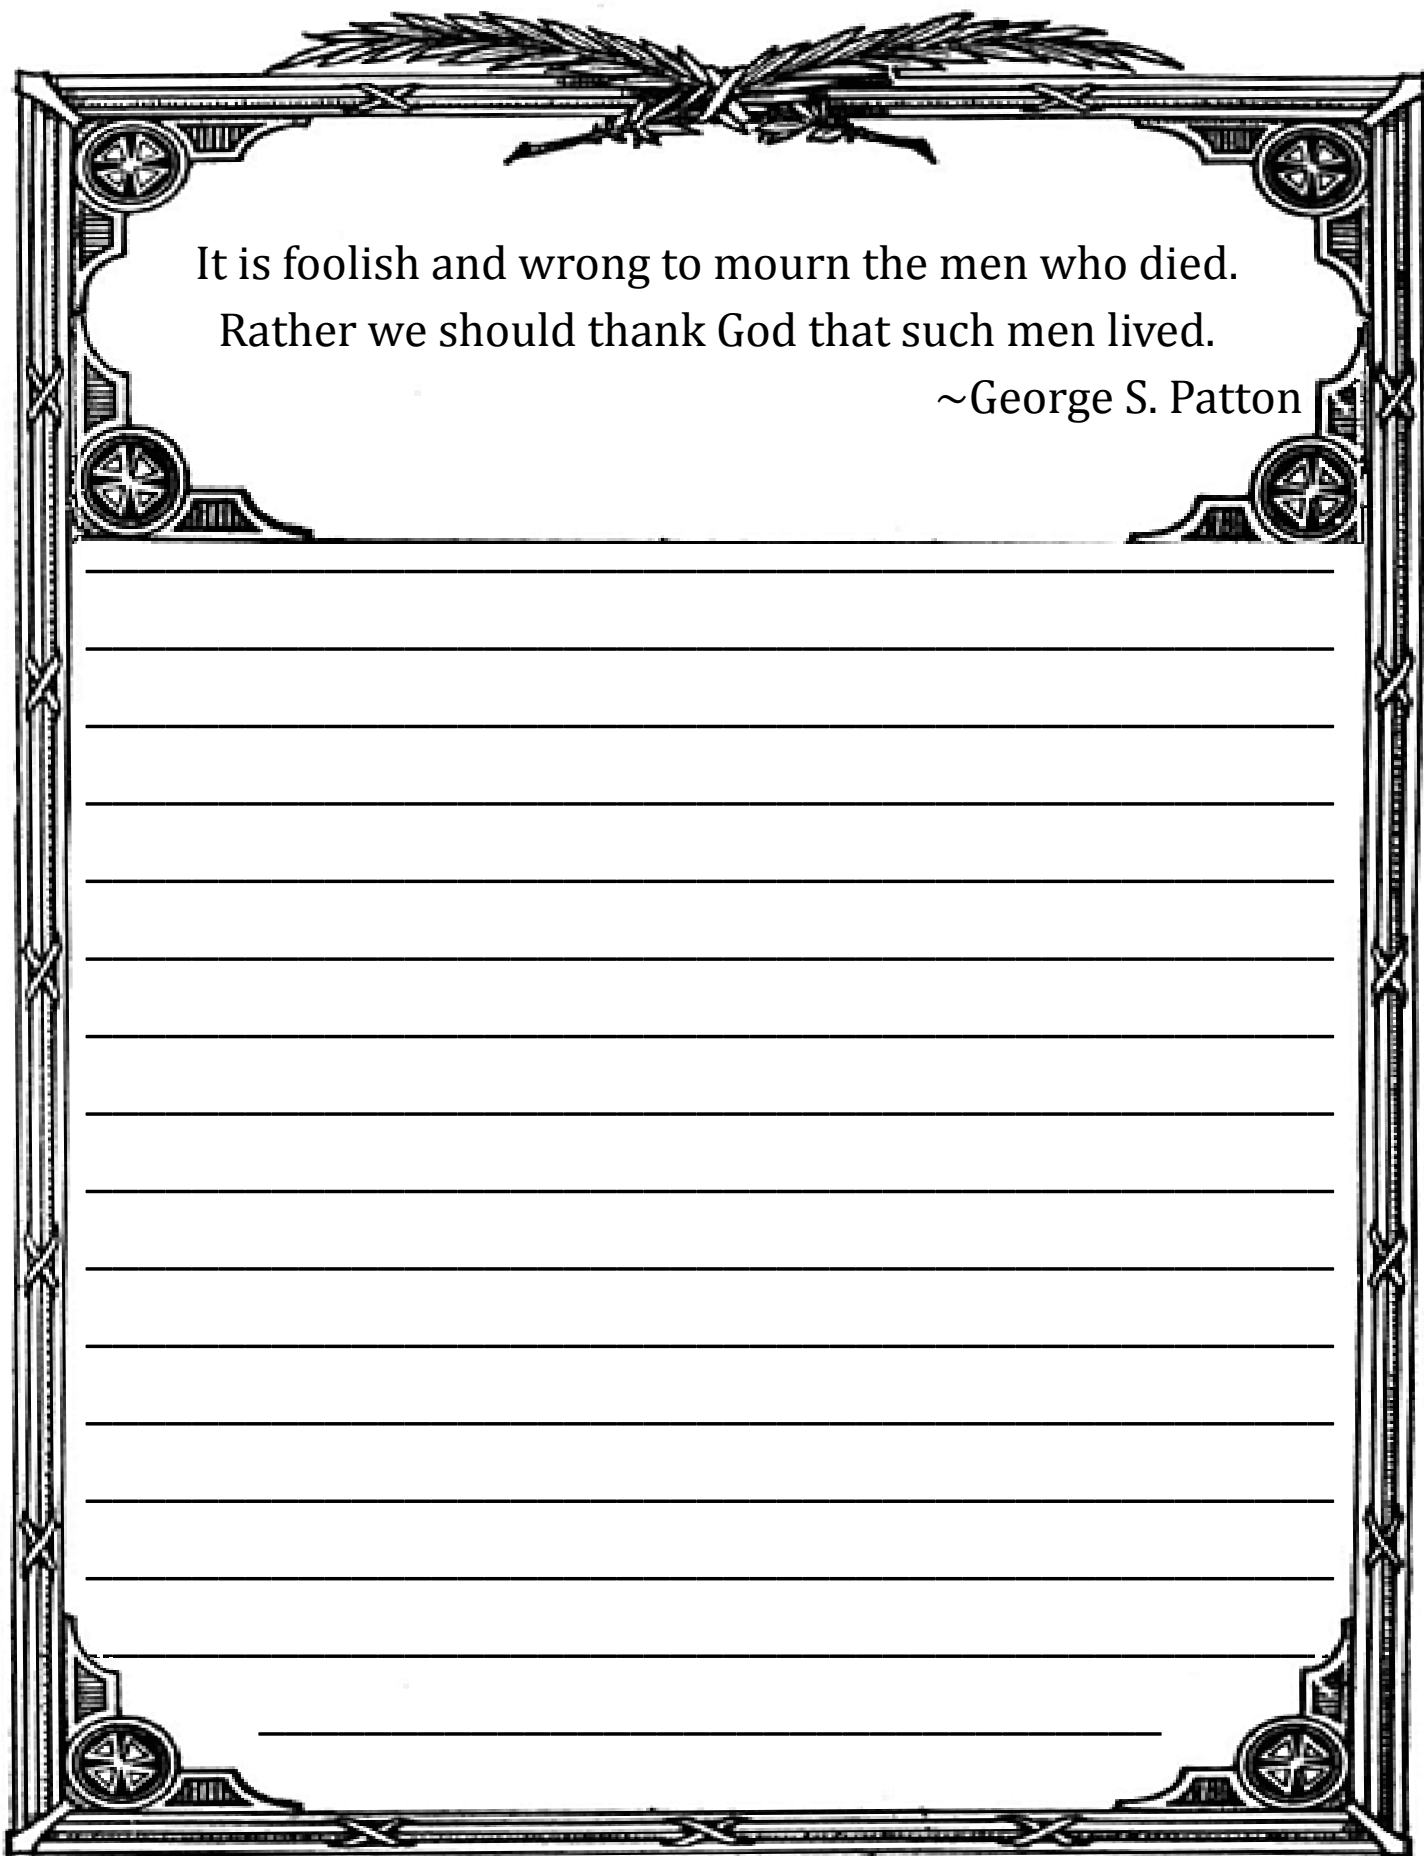 It is foolish and wrong to mourn the men who died.
Rather we should thank God that such men lived.
~George S. Patton